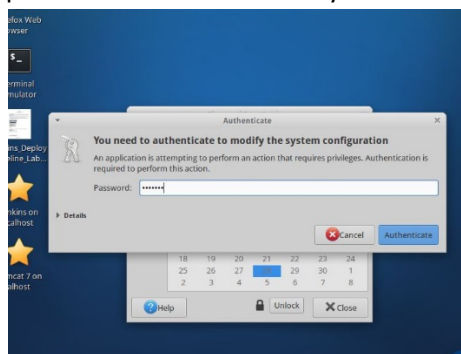 efox Web
owser
$_
erminal
mulator
ns_Deploy
eline_Lab...
nkins on
calhost
mcat 7 on
alhost
Authenticate
You need to authenticate to modify the system configuration
An application is attempting to perform an action that requires privileges. Authentication is
required to perform this action.
Password: •••••••
Details
Cancel Authenticate
18 19 20 21 22 23 24
25 26 27 28 29 30 1
2 3 4 5 6 7 8
Help Unlock Close